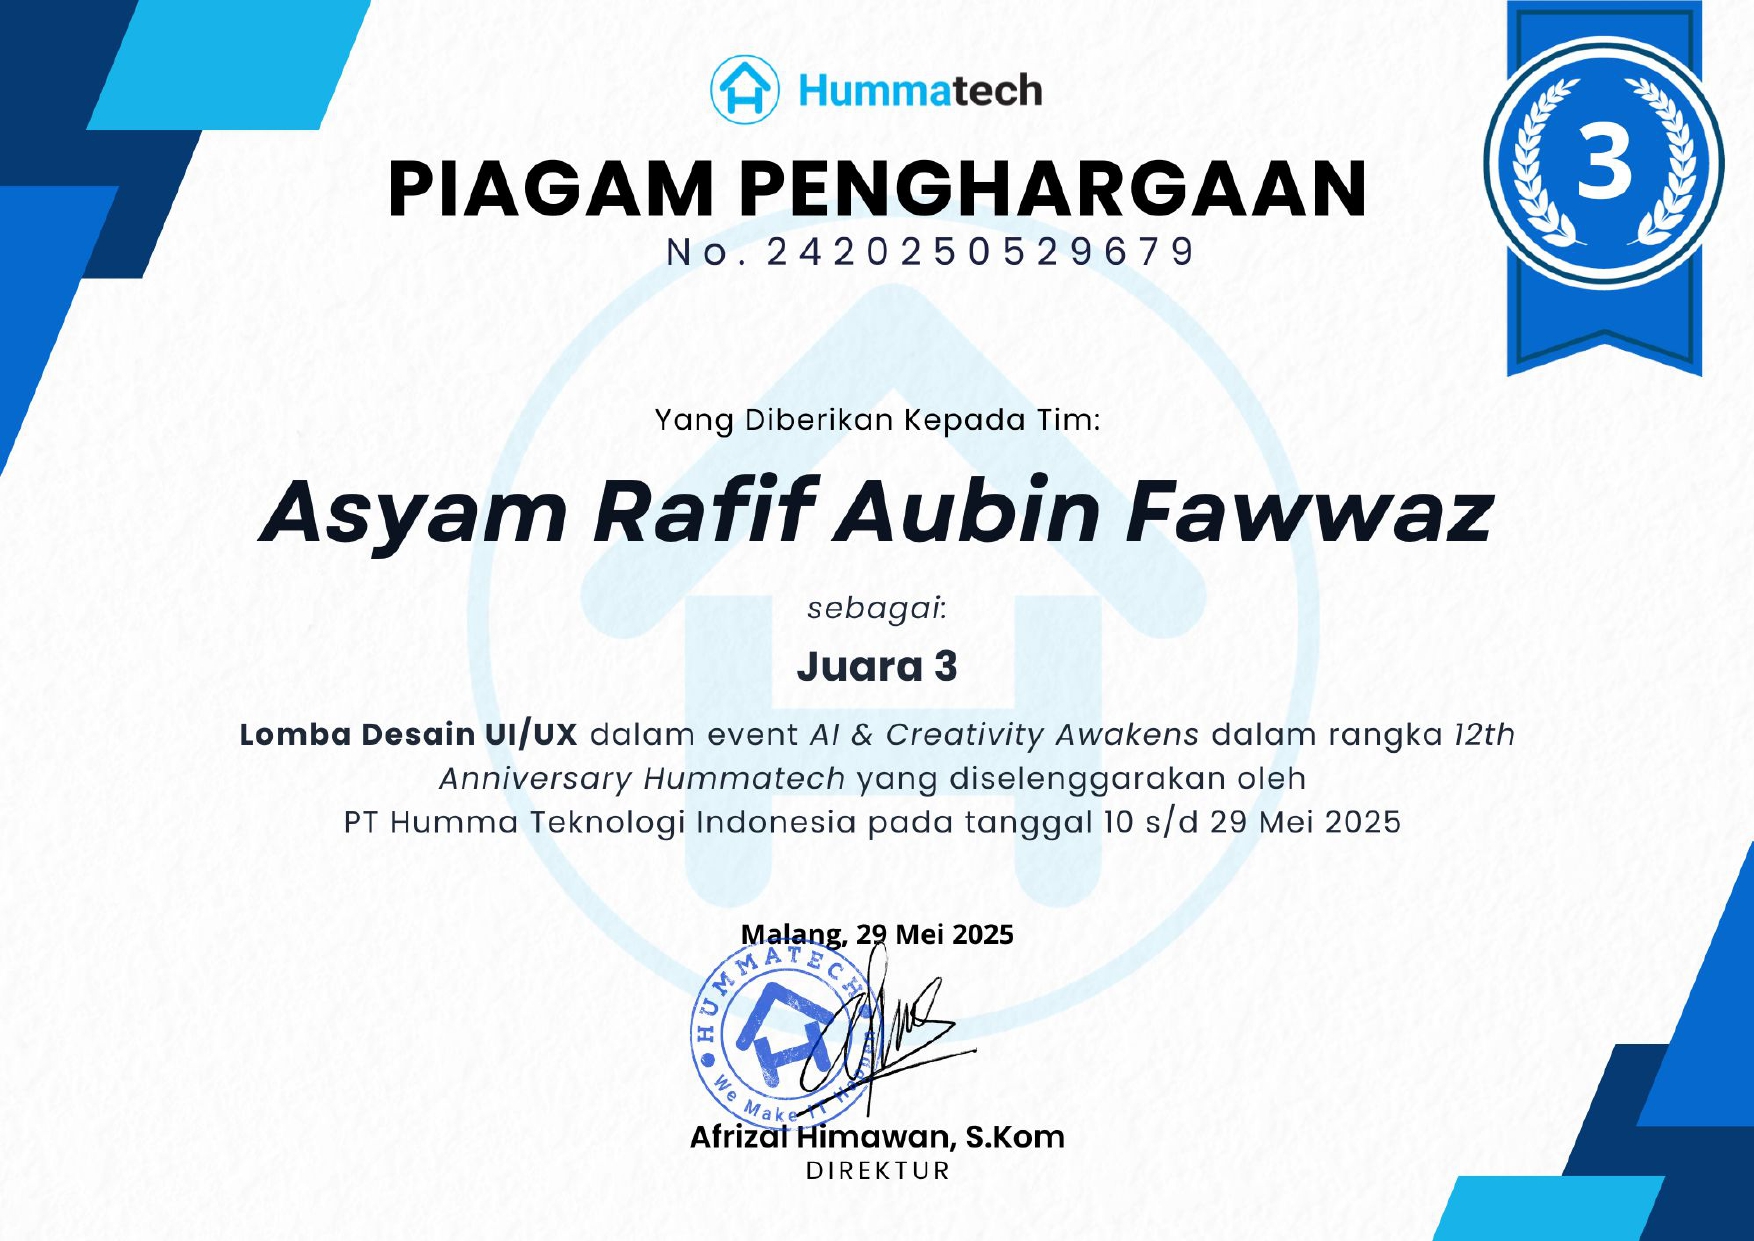 Hummatech
PIAGAM PENGHARGAAN
No. 2420250529679
3
Yang Diberikan Kepada Tim:
Asyam Rafif Aubin Fawwaz
sebagai:
Juara 3
Lomba Desain UI/UX dalam event AI & Creativity Awakens dalam rangka 12th
Anniversary Hummatech yang diselenggarakan oleh
PT Humma Teknologi Indonesia pada tanggal 10 s/d 29 Mei 2025
Malang, 29 Mei 2025
HUMMATECH
We Make IT Happen
Afrizal Himawan, S.Kom
DIREKTUR